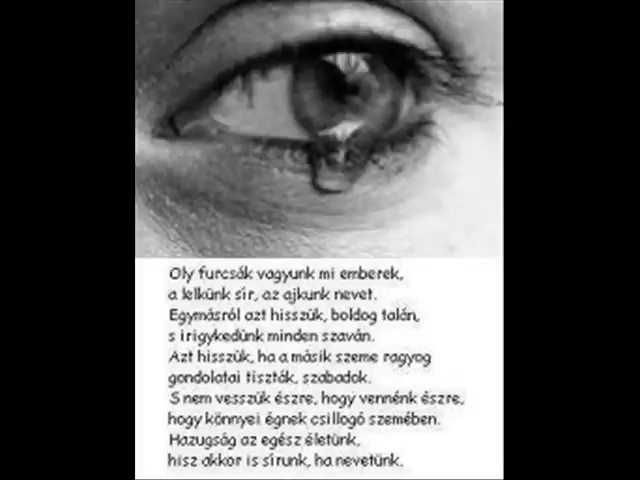 Oly furcsák vagyunk mi emberek,
a lelkünk sír, az ajkunk nevet.
Egymásról azt hisszük, boldog talán,
s irigykedünk minden szaván.
Azt hisszük, ha a másik szeme ragyog
gondolatai tiszták, szabadok.
S nem vesszük észre, hogy vennénk észre,
hogy könnyei égnek csillogó szemében.
Hazugság az egész életünk,
hisz akkor is sírunk, ha nevetünk.